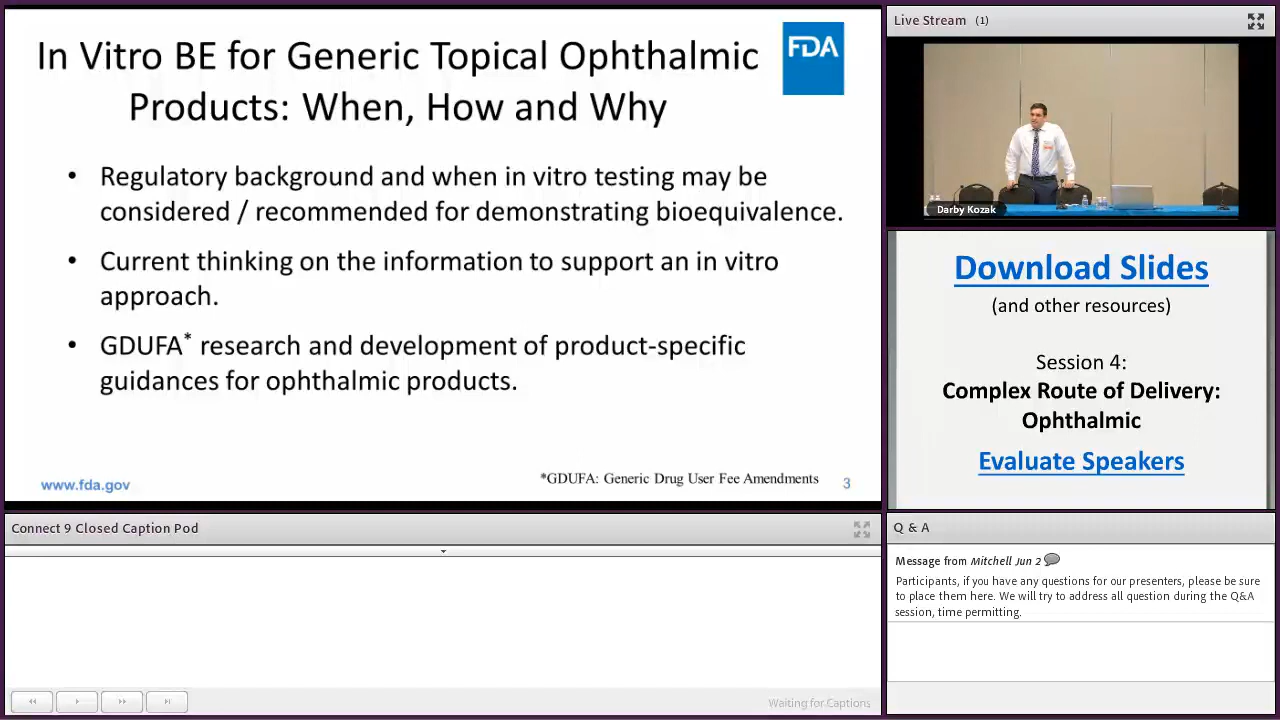 In Vitro BE for Generic Topical Ophthalmic
Products: When, How and Why
FDA
• Regulatory background and when in vitro testing may be
considered / recommended for demonstrating bioequivalence.
• Current thinking on the information to support an in vitro
approach.
• GDUFA* research and development of product-specific
guidances for ophthalmic products.
www.fda.gov
*GDUFA: Generic Drug User Fee Amendments
3
Live Stream (1)
Darby Kozak
Download Slides
(and other resources)
Session 4:
Complex Route of Delivery:
Ophthalmic
Evaluate Speakers
Connect 9 Closed Caption Pod
Waiting for Captions
Q & A
Message from Mitchell Jun 2
Participants, if you have any questions for our presenters, please be sure
to place them here. We will try to address all question during the Q&A
session, time permitting.